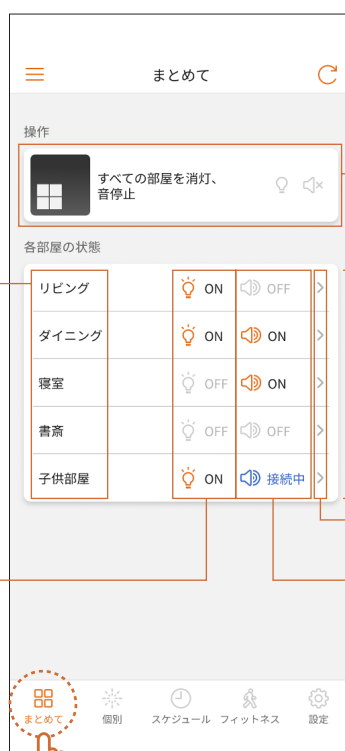 まとめて
操作
すべての部屋を消灯、
音停止
各部屋の状態
リビング ON OFF
ダイニング ON ON
寝室 OFF ON
書斎 OFF OFF
子供部屋 ON 接続中
まとめて 個別 スケジュール フィットネス 設定